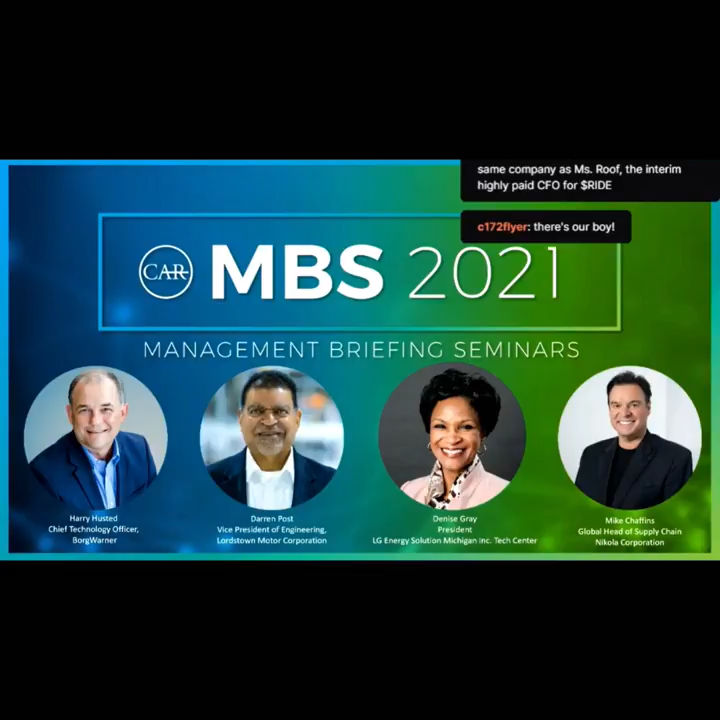 same company as Ms. Roof, the interim
highly paid CFO for $RIDE
c172flyer: there's our boy!
CAR MBS 2021
MANAGEMENT BRIEFING SEMINARS
Harry Husted
Chief Technology Officer,
BorgWarner
Darren Post
Vice President of Engineering,
Lordstown Motor Corporation
Denise Gray
President
LG Energy Solution Michigan Inc. Tech Center
Mike Chaffins
Global Head of Supply Chain
Nikola Corporation